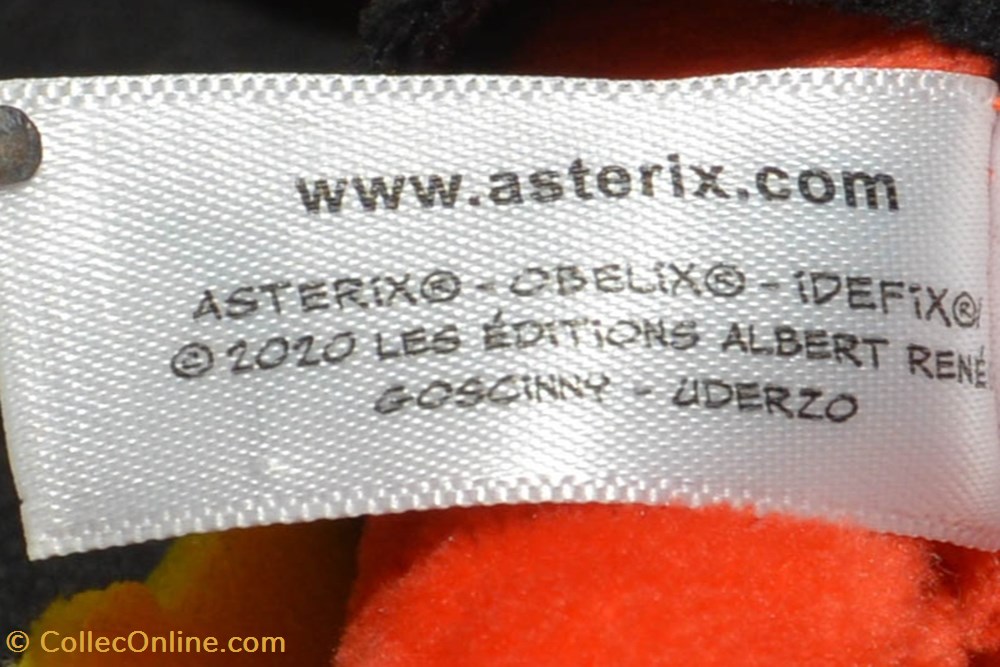 www.asterix.com
ASTERiX® - OBELiX® - iDEFiX®/
© 2020 LES ÉDiTiONS ALBERT RENÉ
GOSCiNNY - UDERZO
© CollecOnline.com